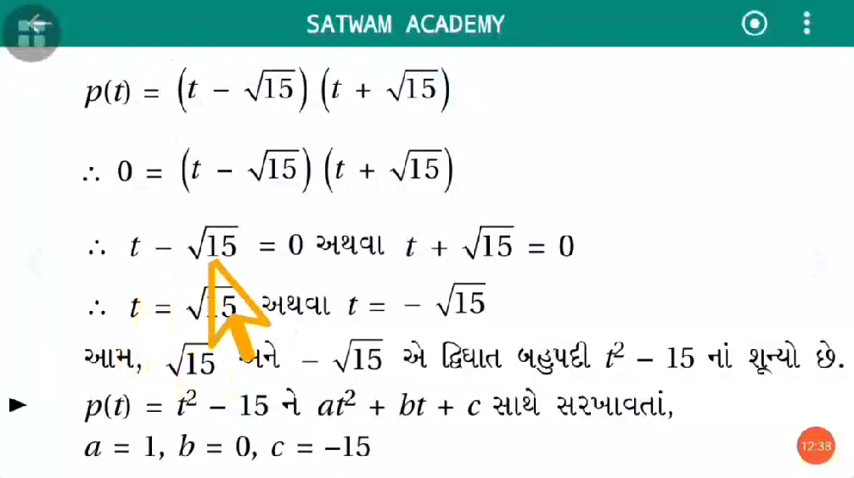 SATWAM ACADEMY
p(t) = (t − √15) (t + √15)
∴ 0 = (t − √15) (t + √15)
∴ t − √15 = 0 અથવા t + √15 = 0
∴ t = √15 અથવા t = − √15
આમ, √15 અને − √15 એ દ્વિઘાત બહુપદી t² − 15 નાં શૂન્યો છે.
► p(t) = t² − 15 ને at² + bt + c સાથે સરખાવતાં,
a = 1, b = 0, c = −15
12:38